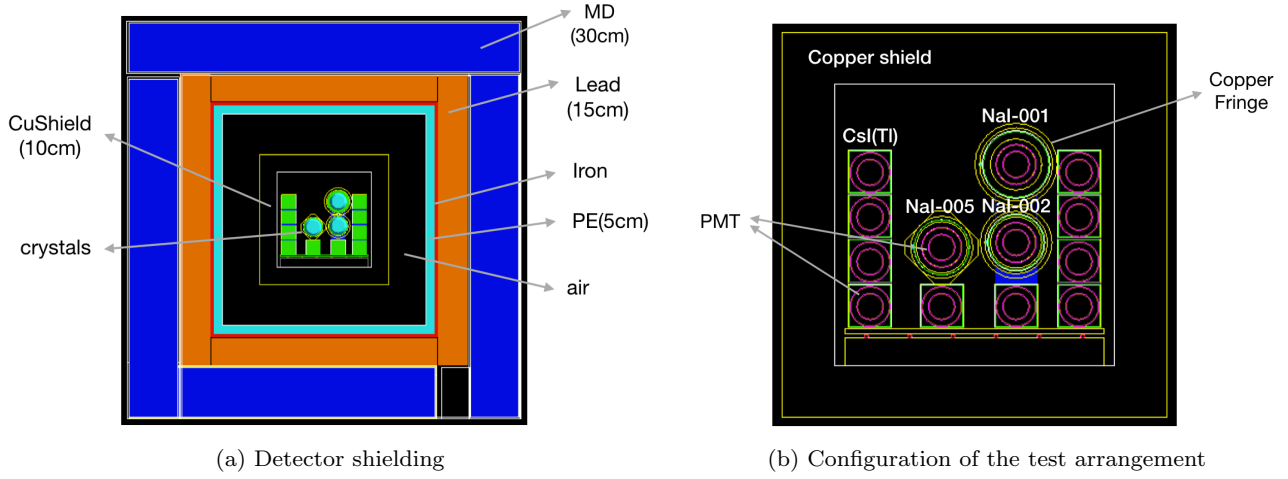 MD
(30cm)
Lead
(15cm)
CuShield
(10cm)
Iron
PE(5cm)
crystals
air
(a) Detector shielding
Copper shield
Copper
Fringe
NaI-001
CsI(Tl)
NaI-005
NaI-002
PMT
(b) Configuration of the test arrangement